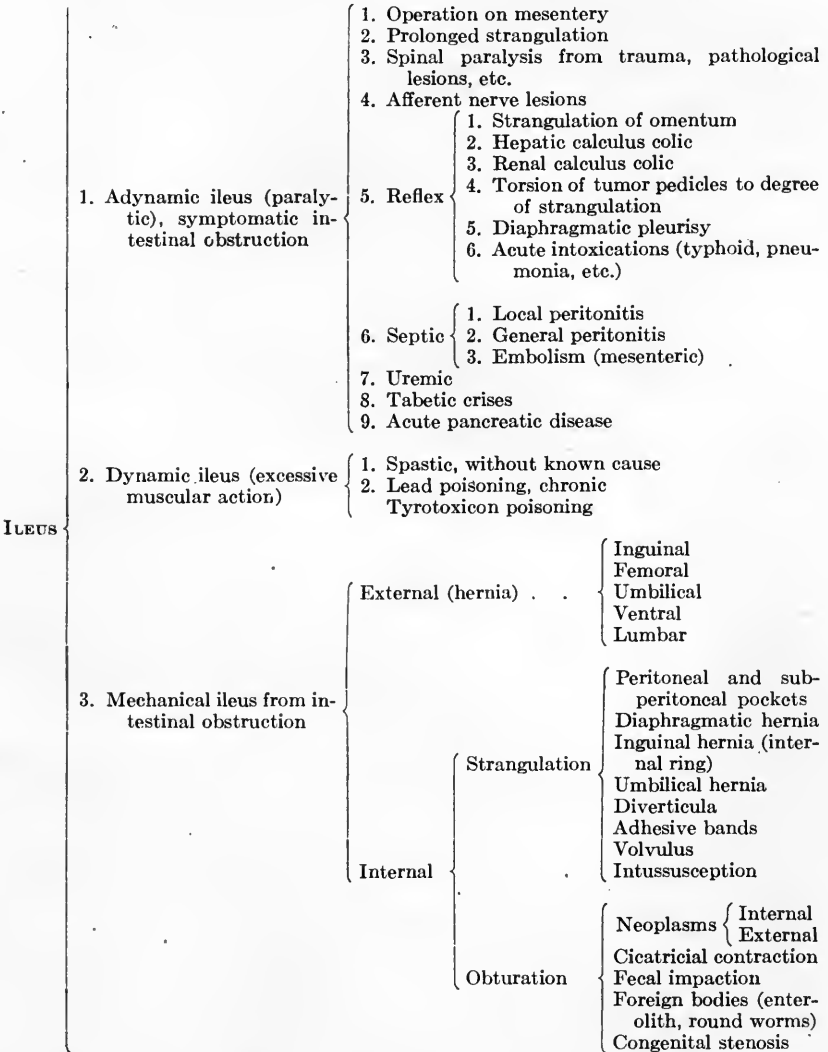 ILEUS
1. Adynamic ileus (paraly-
tic), symptomatic in-
testinal obstruction
1. Operation on mesentery
2. Prolonged strangulation
3. Spinal paralysis from trauma, pathological
lesions, etc.
4. Afferent nerve lesions
5. Reflex
1. Strangulation of omentum
2. Hepatic calculus colic
3. Renal calculus colic
4. Torsion of tumor pedicles to degree
of strangulation
5. Diaphragmatic pleurisy
6. Acute intoxications (typhoid, pneu-
monia, etc.)
6. Septic
1. Local peritonitis
2. General peritonitis
3. Embolism (mesenteric)
7. Uremic
8. Tabetic crises
9. Acute pancreatic disease
2. Dynamic ileus (excessive
muscular action)
1. Spastic, without known cause
2. Lead poisoning, chronic
Tyrotoxicon poisoning
3. Mechanical ileus from in-
testinal obstruction
External (hernia) . .
Inguinal
Femoral
Umbilical
Ventral
Lumbar
Internal
Strangulation
Peritoneal and sub-
peritoneal pockets
Diaphragmatic hernia
Inguinal hernia (inter-
nal ring)
Umbilical hernia
Diverticula
Adhesive bands
Volvulus
Intussusception
Obturation
Neoplasms
Internal
External
Cicatricial contraction
Fecal impaction
Foreign bodies (enter-
olith, round worms)
Congenital stenosis